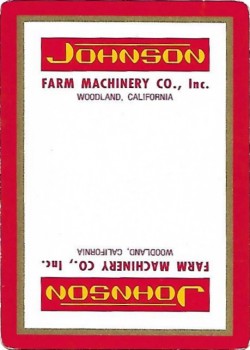 JOHNSON
FARM MACHINERY CO., Inc.
WOODLAND, CALIFORNIA
WOODLAND, CALIFORNIA
FARM MACHINERY CO., Inc.
JOHNSON